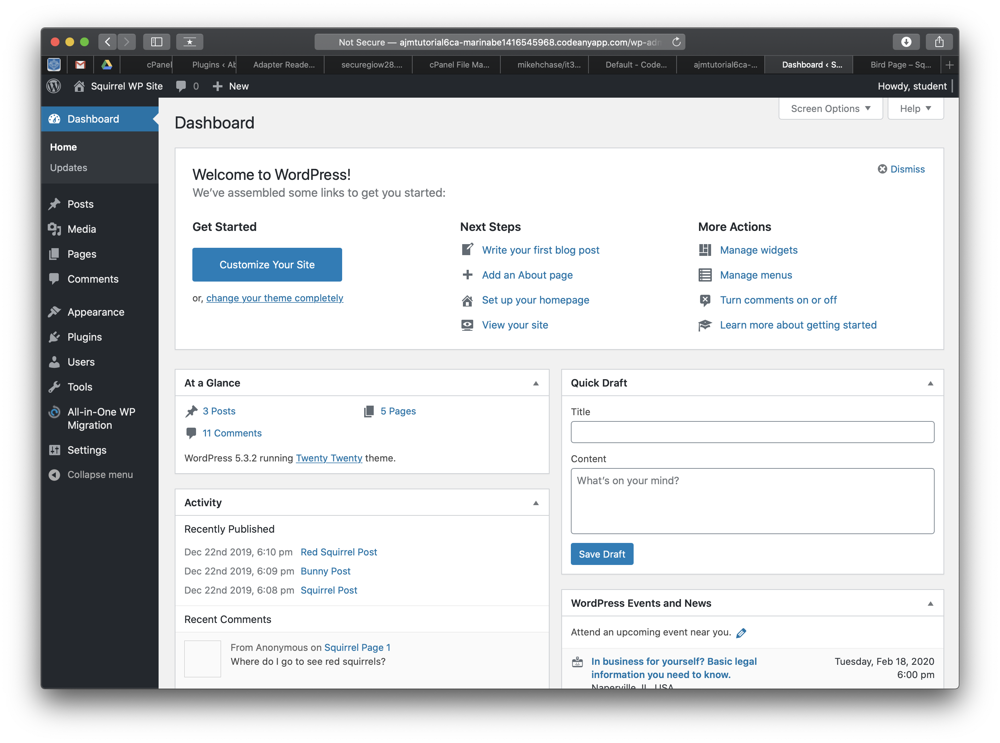 Not Secure — ajmtutorial6ca-marinabe1416545968.codeanyapp.com/wp-adm
cPanel
Plugins ‹ Ab
Adapter Reade...
securegiow28....
cPanel File Ma...
mikehchase/it3...
Default - Code...
ajmtutorial6ca-...
Dashboard ‹ S...
Bird Page – Sq...
Squirrel WP Site
0
New
Howdy, student
Dashboard
Home
Updates
Posts
Media
Pages
Comments
Appearance
Plugins
Users
Tools
All-in-One WP
Migration
Settings
Collapse menu
Screen Options
Help
Dashboard
Welcome to WordPress!
We’ve assembled some links to get you started:
Dismiss
Get Started
Customize Your Site
or, change your theme completely
Next Steps
Write your first blog post
Add an About page
Set up your homepage
View your site
More Actions
Manage widgets
Manage menus
Turn comments on or off
Learn more about getting started
At a Glance
3 Posts
5 Pages
11 Comments
WordPress 5.3.2 running Twenty Twenty theme.
Activity
Recently Published
Dec 22nd 2019, 6:10 pm Red Squirrel Post
Dec 22nd 2019, 6:09 pm Bunny Post
Dec 22nd 2019, 6:08 pm Squirrel Post
Recent Comments
From Anonymous on Squirrel Page 1
Where do I go to see red squirrels?
Quick Draft
Title
Content
What’s on your mind?
Save Draft
WordPress Events and News
Attend an upcoming event near you.
In business for yourself? Basic legal
information you need to know.
Naperville, IL, USA
Tuesday, Feb 18, 2020
6:00 pm